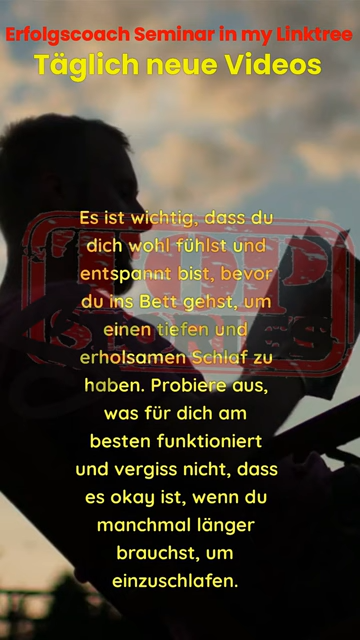 Erfolgscoach Seminar in my Linktree
Täglich neue Videos
Es ist wichtig, dass du
dich wohl fühlst und
entspannt bist, bevor
du ins Bett gehst, um
einen tiefen und
erholsamen Schlaf zu
haben. Probiere aus,
was für dich am
besten funktioniert
und vergiss nicht, dass
es okay ist, wenn du
manchmal länger
brauchst, um
einzuschlafen.
TOP